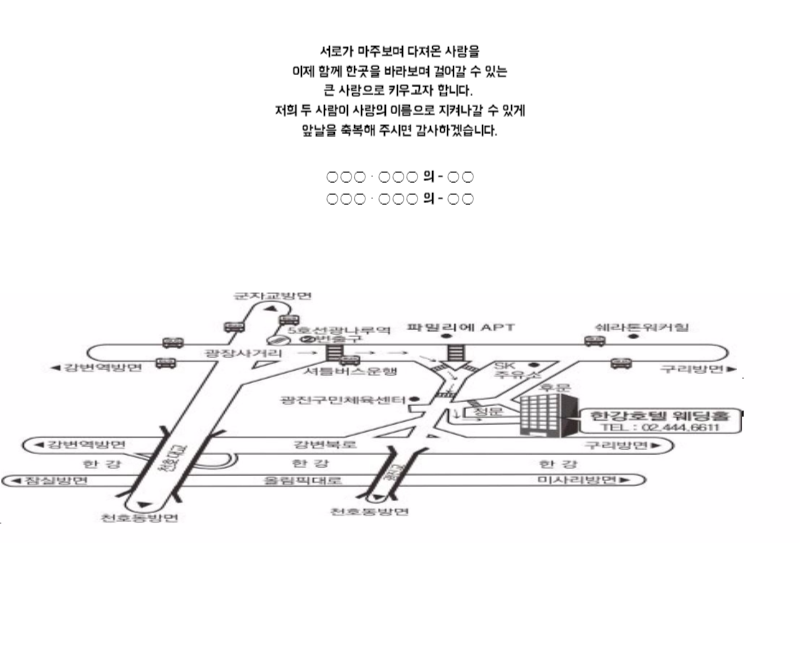 서로가 마주보며 다져온 사랑을
이제 함께 한곳을 바라보며 걸어갈 수 있는
큰 사랑으로 키우고자 합니다.
저희 두 사람이 사랑의 이름으로 지켜나갈 수 있게
앞날을 축복해 주시면 감사하겠습니다.
○○○ · ○○○ 의 - ○○
○○○ · ○○○ 의 - ○○
군자교방면
5호선광나루역
②번출구
파밀리에 APT
쉐라톤워커힐
광장사거리
◀강변역방면
셔틀버스운행
SK
주유소
구리방면▶
후문
광진구민체육센터
정문
한강호텔 웨딩홀
TEL : 02.444.6611
◀강변역방면
강변북로
구리방면▶
천호대교
한 강
한 강
한 강
◀잠실방면
올림픽대로
미사리방면▶
천호동방면
천호동방면